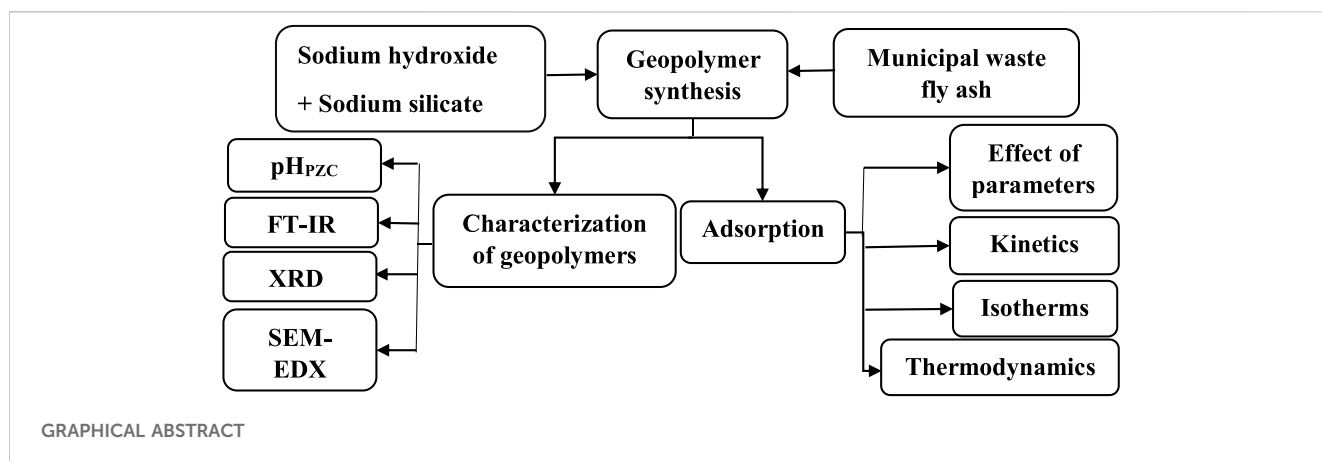 Sodium hydroxide
+ Sodium silicate
Geopolymer
synthesis
Municipal waste
fly ash
pHPZC
FT-IR
XRD
SEM-
EDX
Characterization
of geopolymers
Adsorption
Effect of
parameters
Kinetics
Isotherms
Thermodynamics
GRAPHICAL ABSTRACT